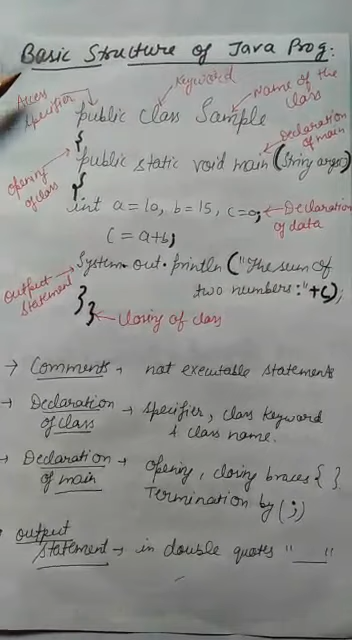 Basic Structure of Java Prog:
Access Specifier
Keyword
Name of the class
public class Sample
Declaration of main
{
public static void main (String args)
Opening of class
{
int a=10, b=15, c=0;
Declaration of data
C = a+b;
System.out.println ("The sum of
two numbers:"+C);
Output Statement
}
} Closing of class
→ Comments → not executable statements
→ Declaration of class → specifier, class keyword
+ class name.
→ Declaration of main → opening, closing braces { }
Termination by (;)
output
statement → in double quotes "___"